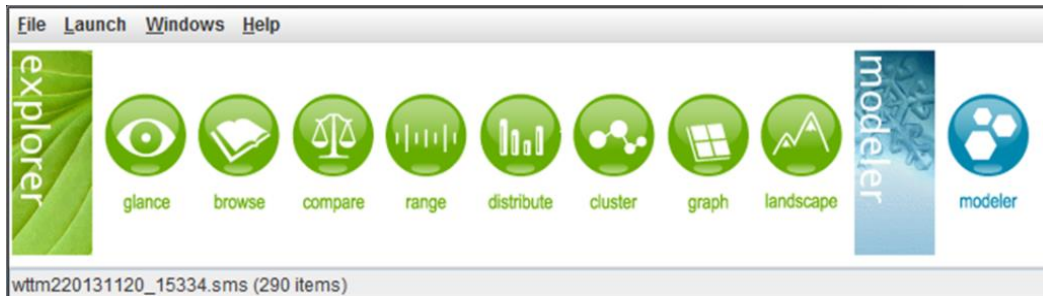 File Launch Windows Help
explorer
glance browse compare range distribute cluster graph landscape
modeler
modeler
wttm220131120_15334.sms (290 items)